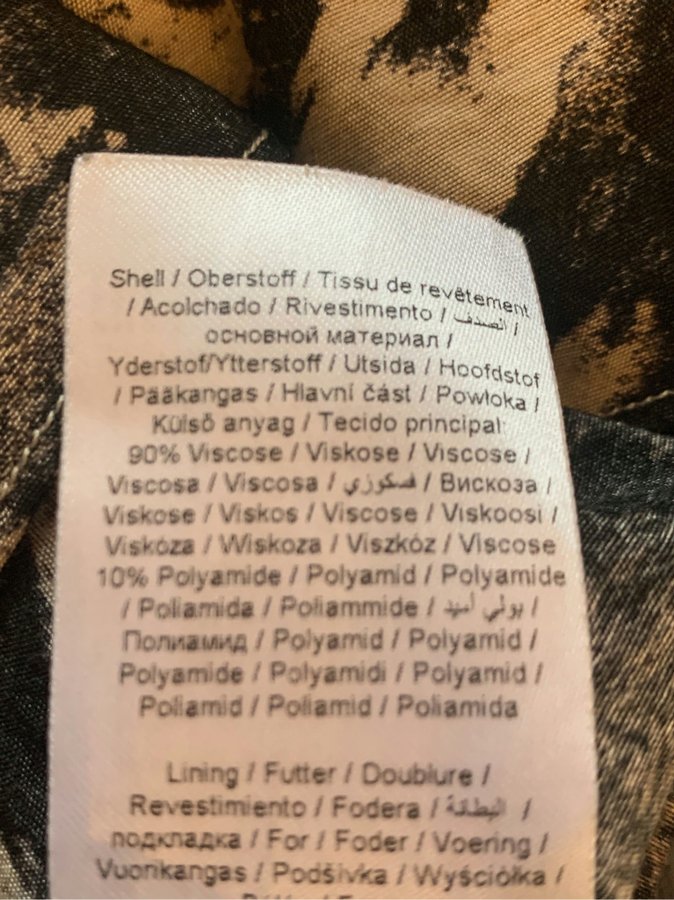 Shell / Oberstoff / Tissu de revêtement
/ Acolchado / Rivestimento / الصدف /
основной материал /
Yderstof/Ytterstoff / Utsida / Hoofdstof
/ Pääkangas / Hlavní část / Powłoka /
Külső anyag / Tecido principal:
90% Viscose / Viskose / Viscose /
Viscosa / Viscosa / فسكوزي / Вискоза /
Viskose / Viskos / Viscose / Viskoosi /
Viskóza / Wiskoza / Viszkóz / Viscose
10% Polyamide / Polyamid / Polyamide
/ Poliamida / Poliammide / بولي أميد /
Полиамид / Polyamid / Polyamid /
Polyamide / Polyamidi / Polyamid /
Poliamid / Poliamid / Poliamida
Lining / Futter / Doublure /
Revestimiento / Fodera / البطانة /
подкладка / For / Foder / Voering /
Vuorikangas / Podšívka / Wyściółka /